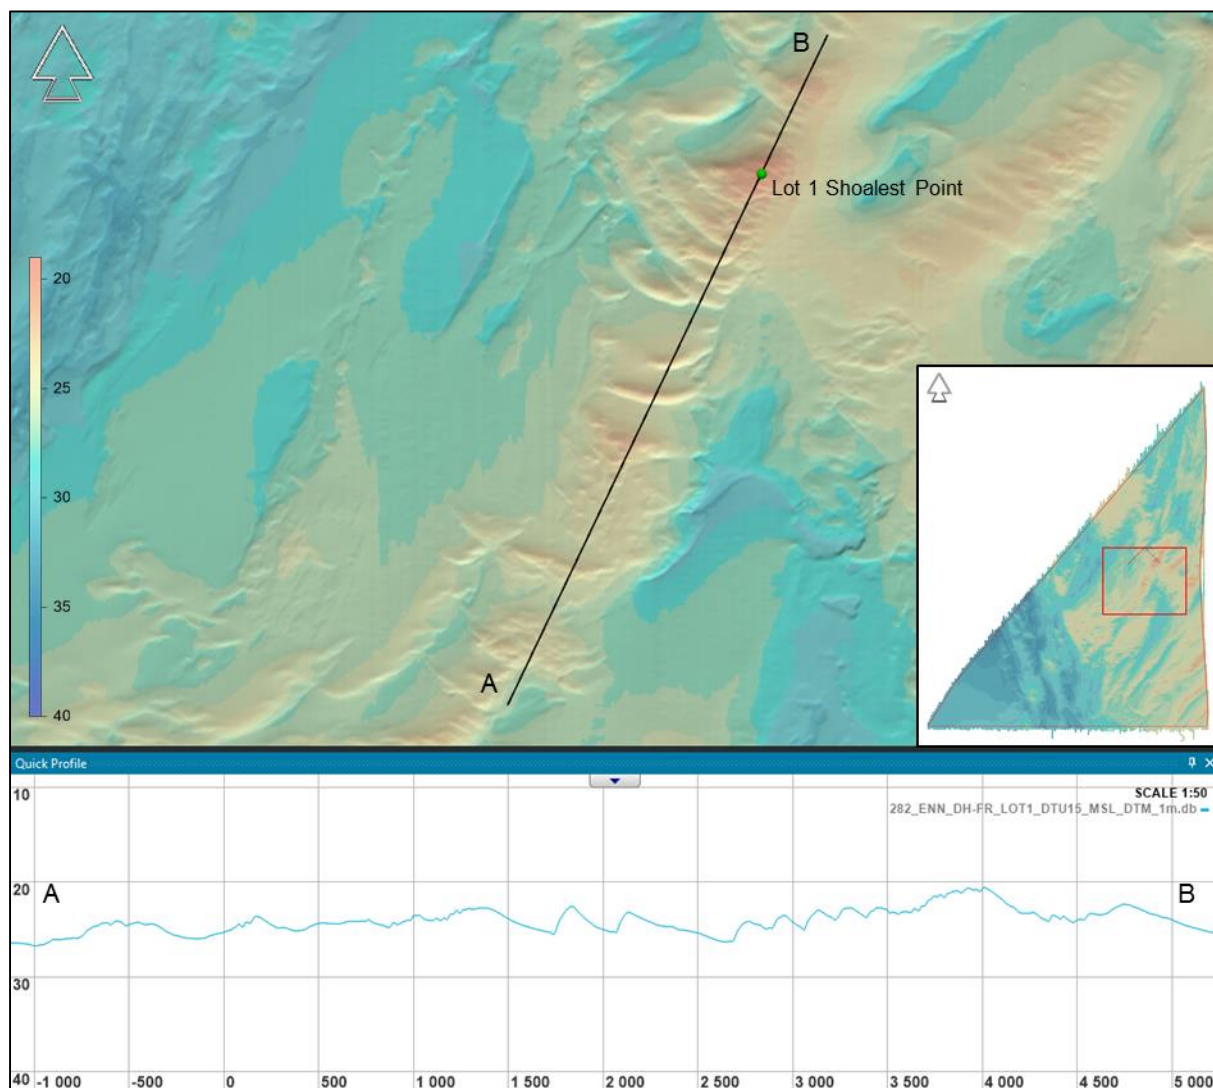 B
Lot 1 Shoalest Point
20
25
30
35
40
A
Quick Profile
SCALE 1:50
282_ENN_DH-FR_LOT1_DTU15_MSL_DTM_1m.db
10
20
A
B
30
40
-1 000 -500 0 500 1 000 1 500 2 000 2 500 3 000 3 500 4 000 4 500 5 000